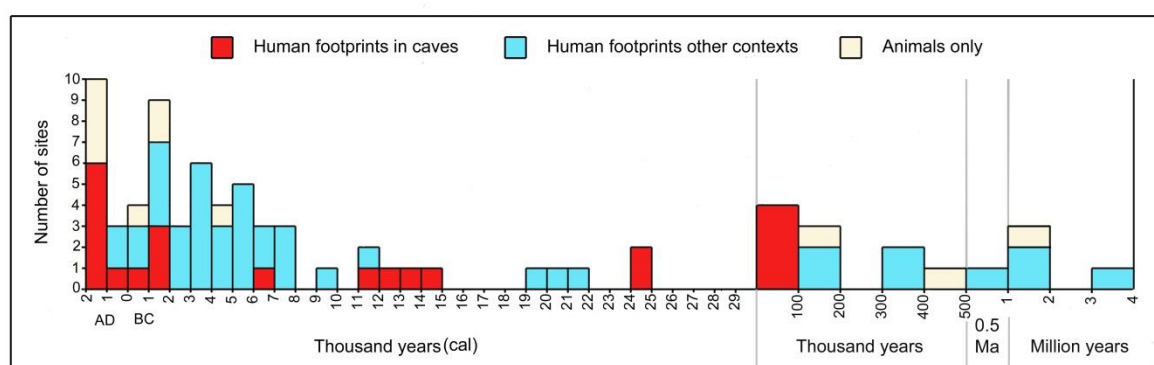 Human footprints in caves Human footprints other contexts Animals only
Number of sites
10
9
8
7
6
5
4
3
2
1
0
2 1 0 1 2 3 4 5 6 7 8 9 10 11 12 13 14 15 16 17 18 19 20 21 22 23 24 25 26 27 28 29 100 200 300 400 500 1 2 3 4
AD BC
0.5
Thousand years (cal) Thousand years Ma Million years